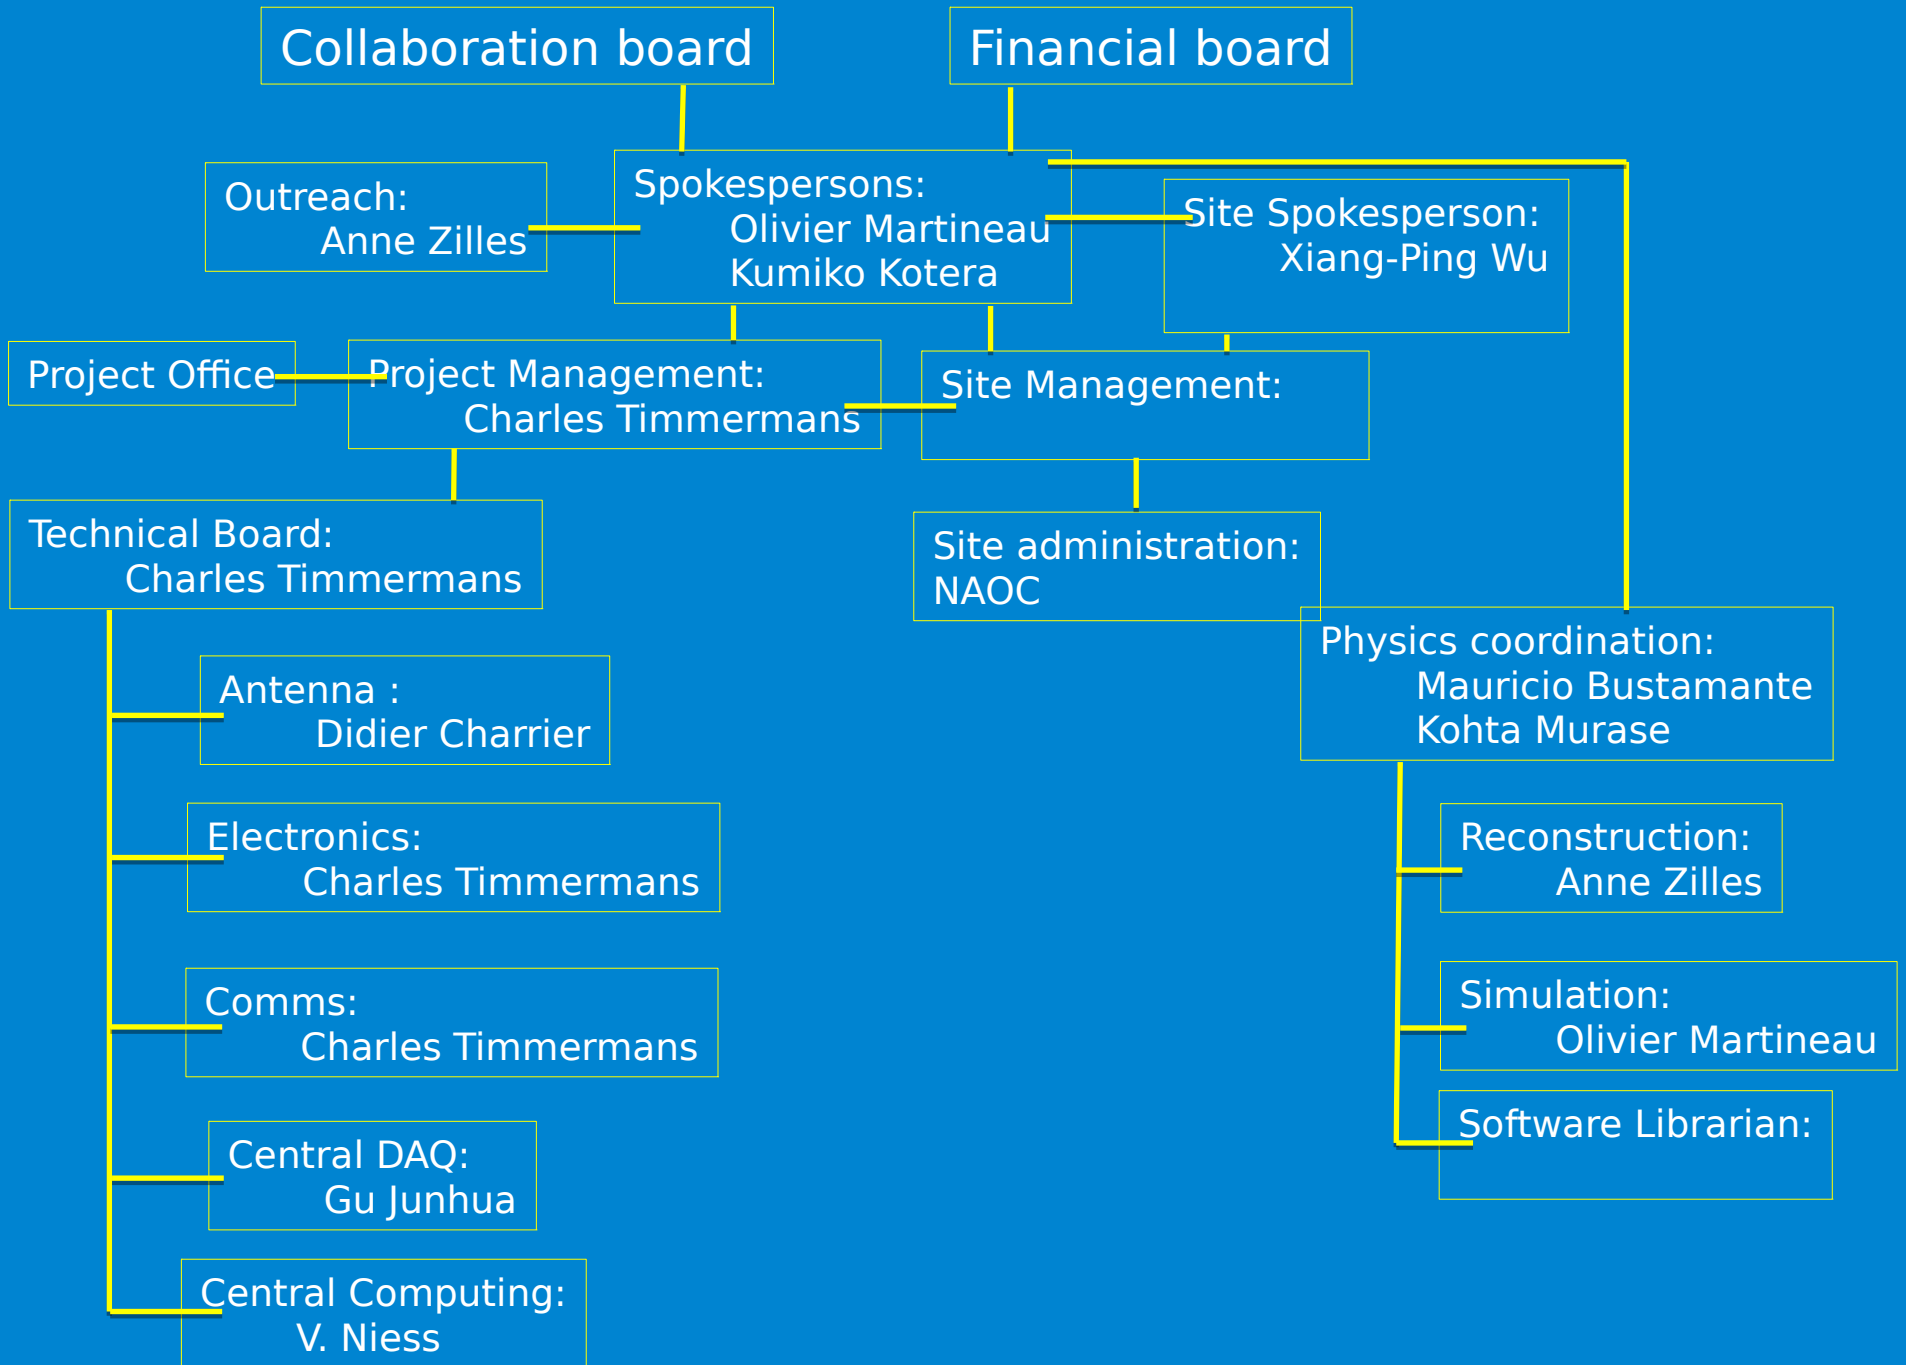 Collaboration board
Financial board
Outreach:
Anne Zilles
Spokespersons:
Olivier Martineau
Kumiko Kotera
Site Spokesperson:
Xiang-Ping Wu
Project Office
Project Management:
Charles Timmermans
Site Management:
Technical Board:
Charles Timmermans
Site administration:
NAOC
Physics coordination:
Mauricio Bustamante
Kohta Murase
Antenna :
Didier Charrier
Electronics:
Charles Timmermans
Reconstruction:
Anne Zilles
Comms:
Charles Timmermans
Simulation:
Olivier Martineau
Software Librarian:
Central DAQ:
Gu Junhua
Central Computing:
V. Niess